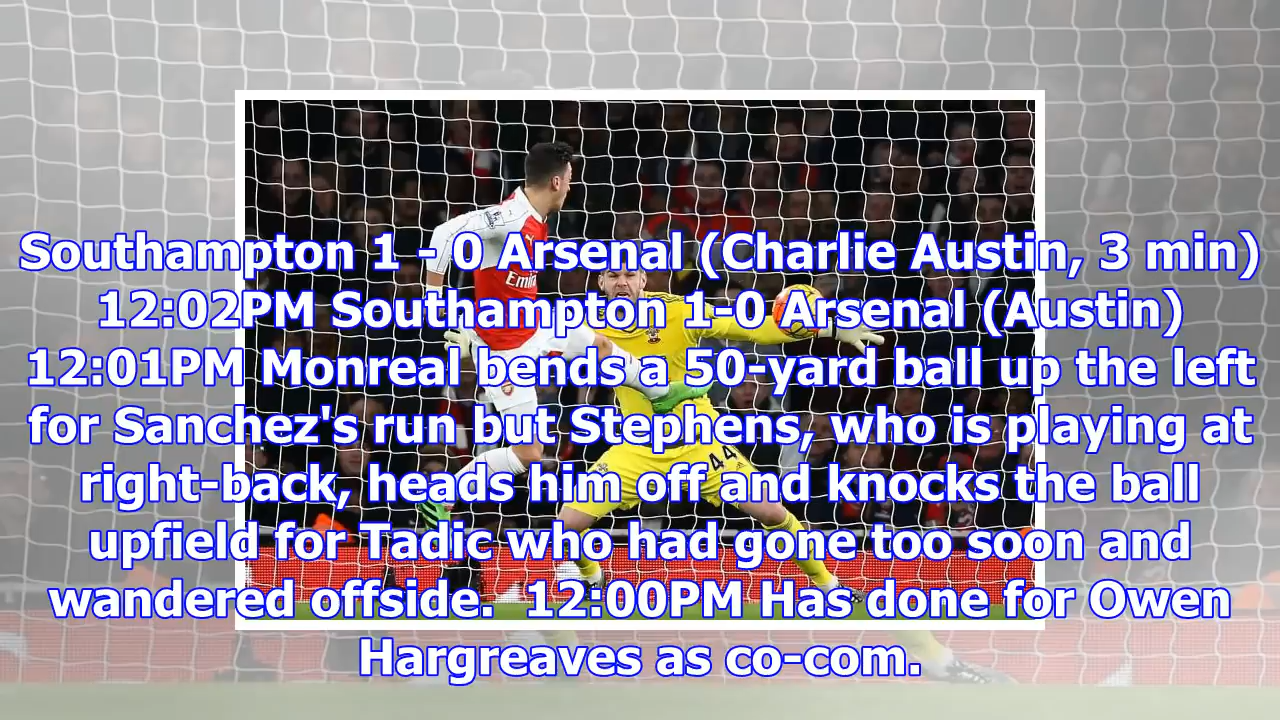 Southampton 1 - 0 Arsenal (Charlie Austin, 3 min)
12:02PM Southampton 1-0 Arsenal (Austin)
12:01PM Monreal bends a 50-yard ball up the left
for Sanchez's run but Stephens, who is playing at
right-back, heads him off and knocks the ball
upfield for Tadic who had gone too soon and
wandered offside. 12:00PM Has done for Owen
Hargreaves as co-com.
Emi
44